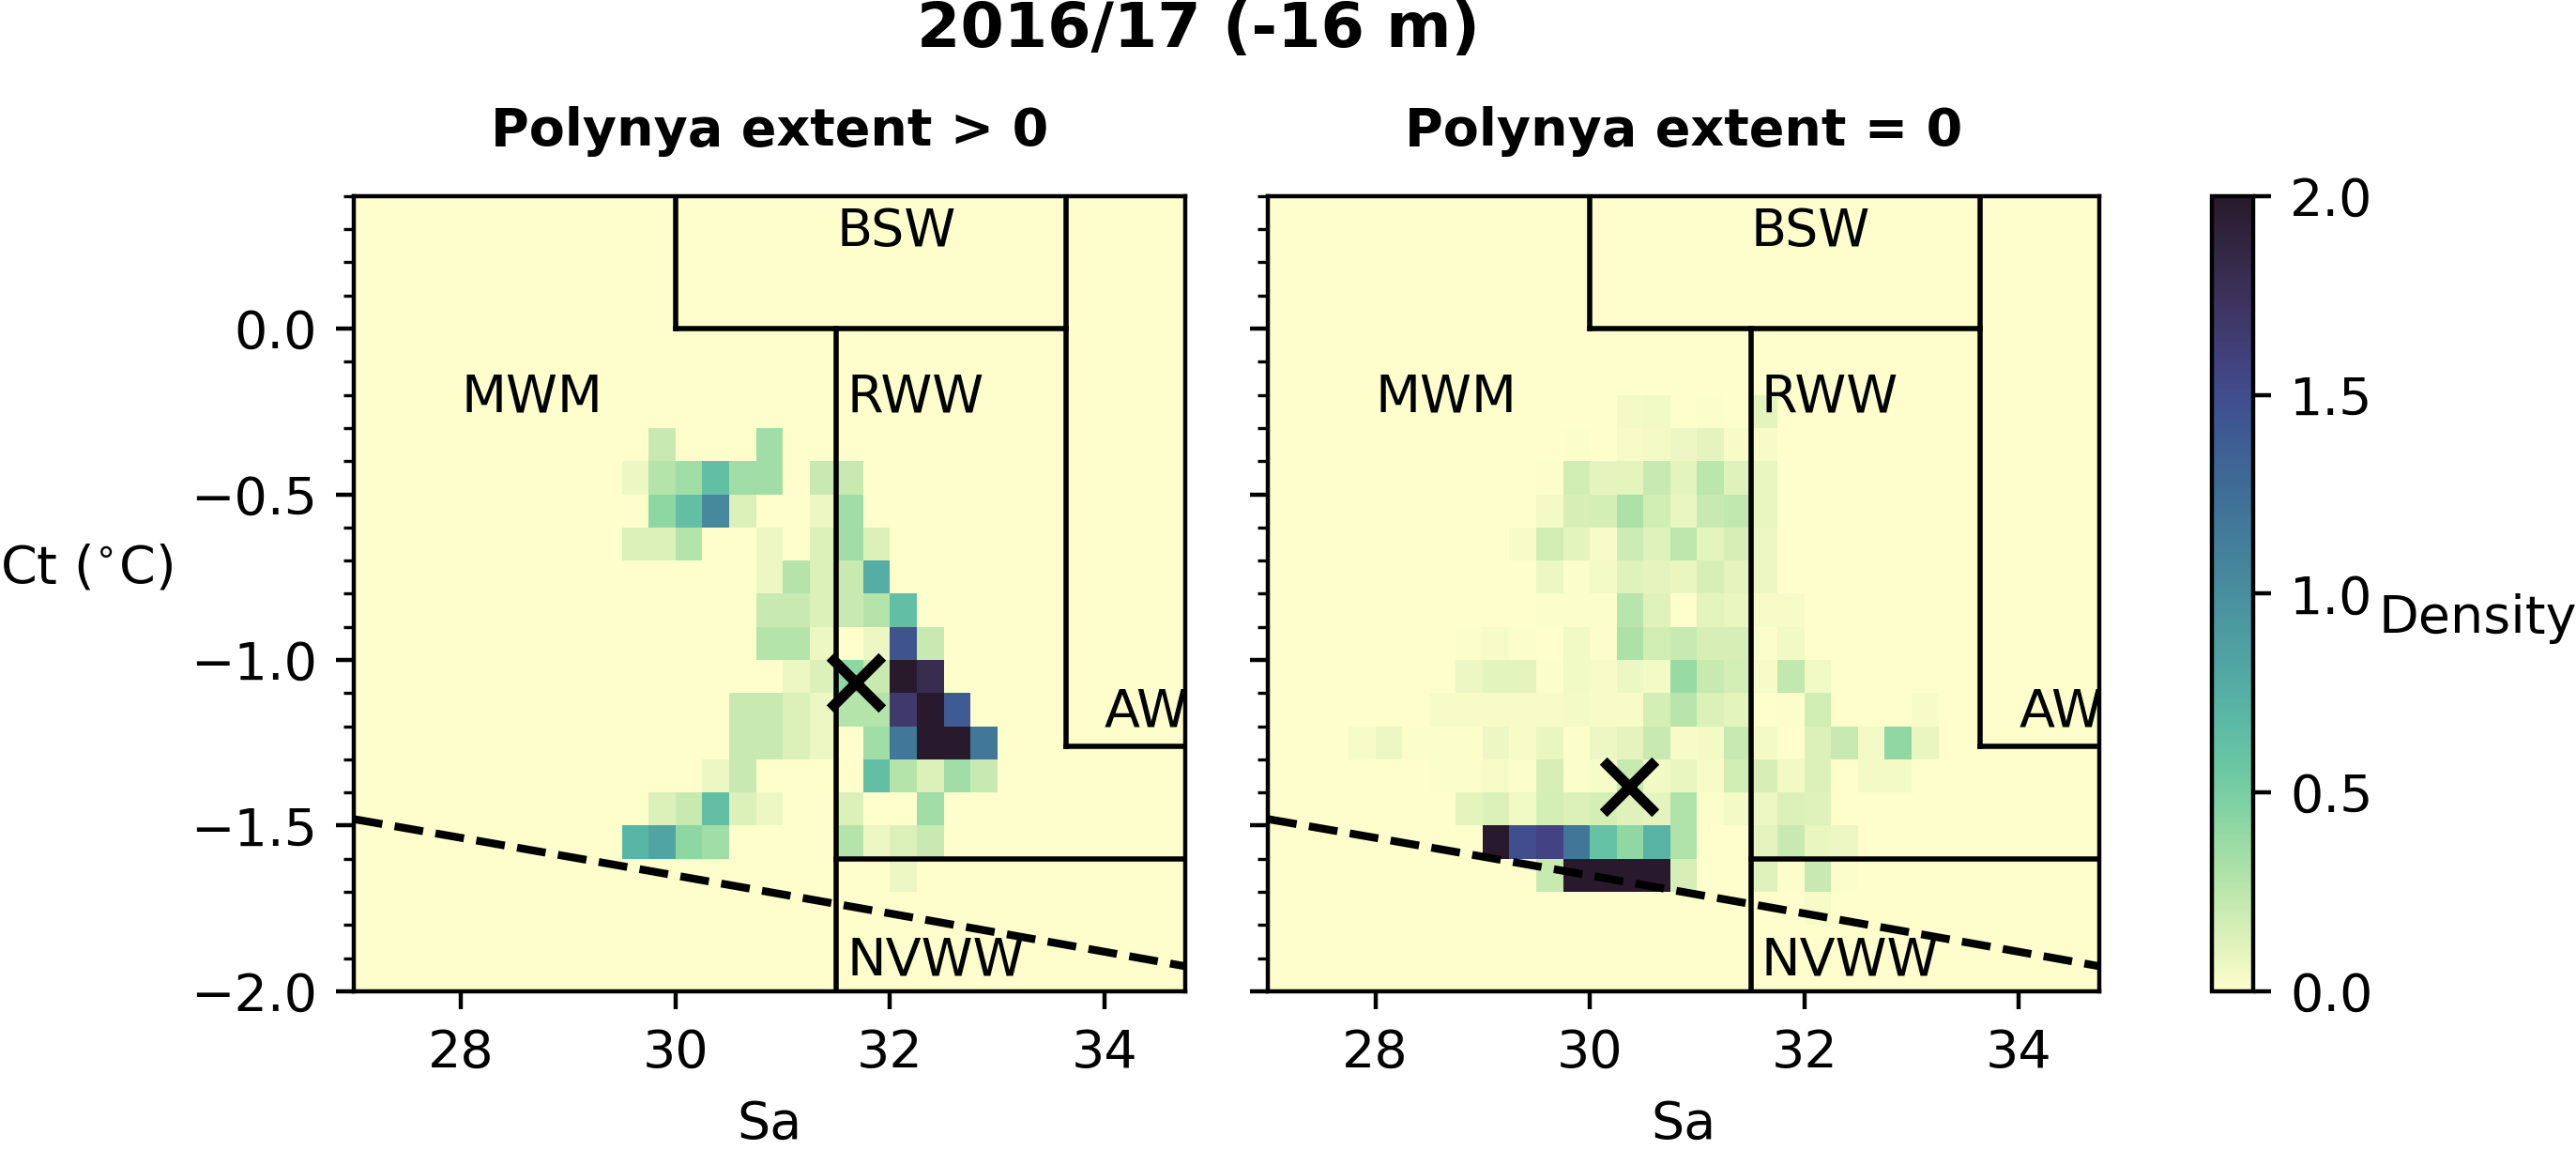 2016/17 (-16 m)
Polynya extent > 0
Polynya extent = 0
BSW
MWM
RWW
AW
NVWW
BSW
MWM
RWW
AW
NVWW
0.0
−0.5
−1.0
−1.5
−2.0
Ct (°C)
28 30 32 34
Sa
28 30 32 34
Sa
2.0
1.5
1.0
0.5
0.0
Density